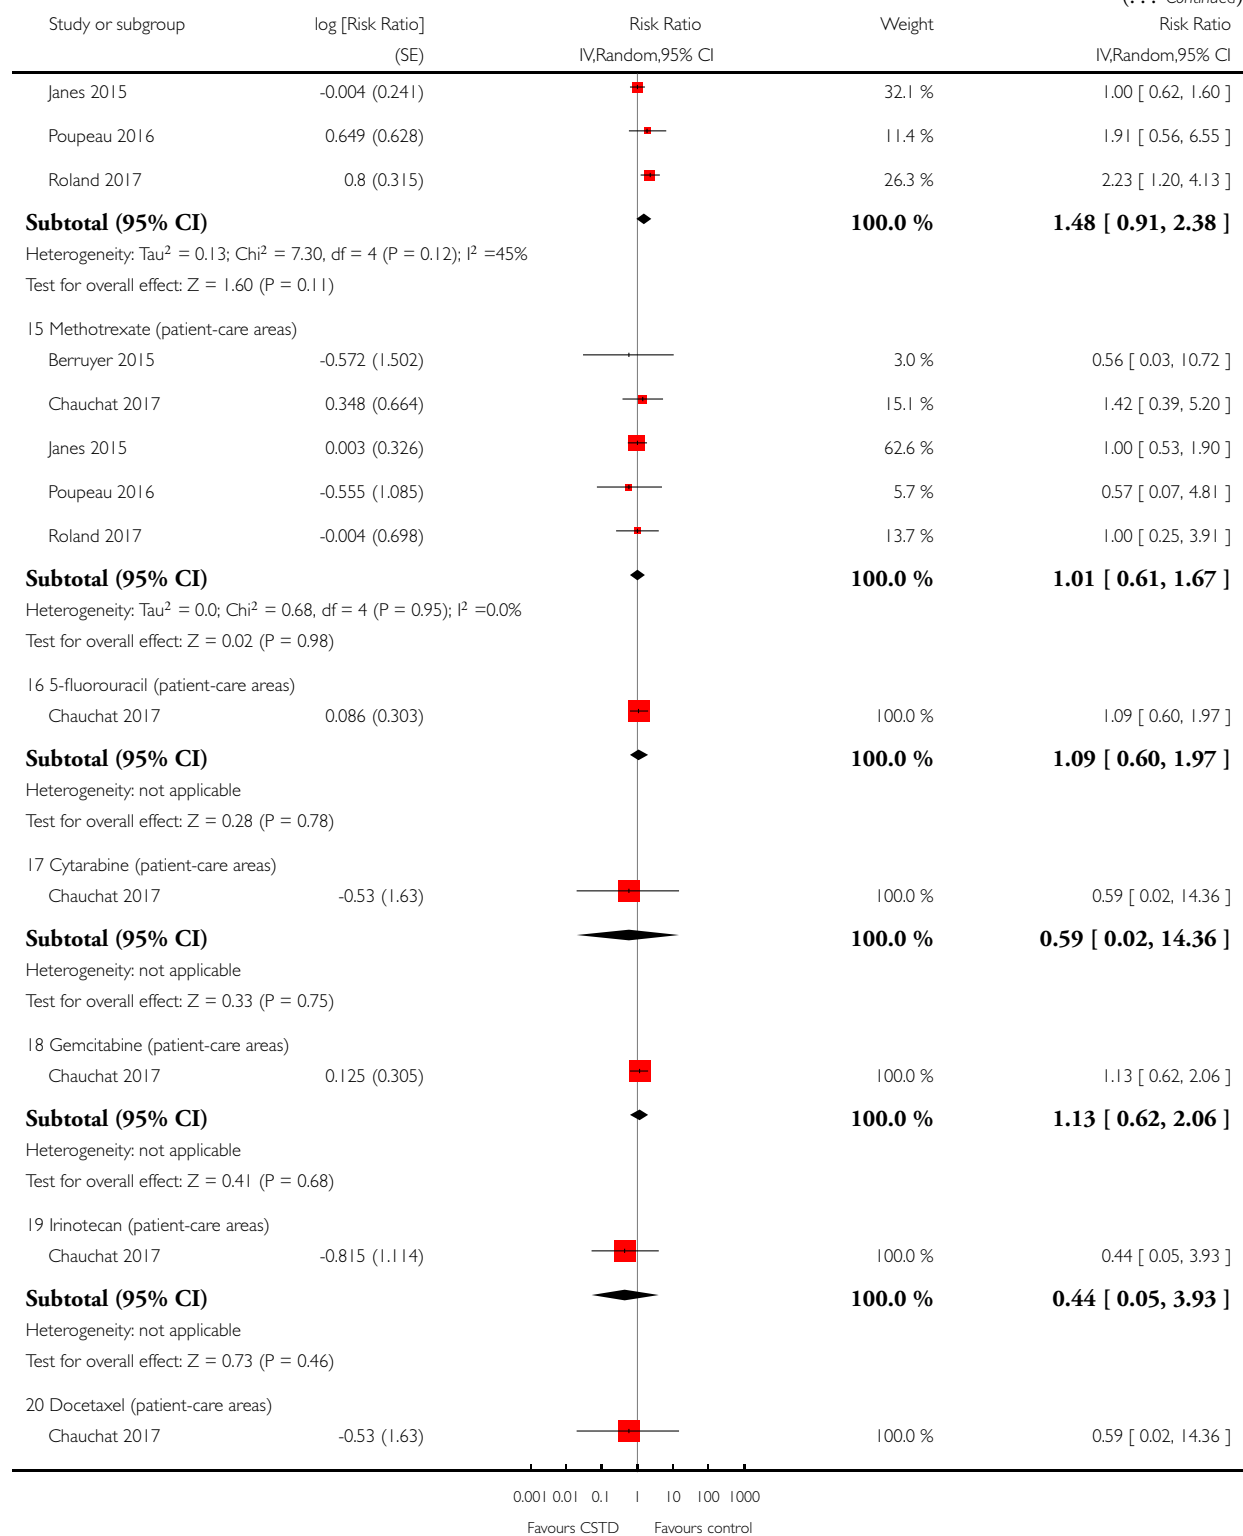 (. . . Continued)
Study or subgroup log [Risk Ratio] Risk Ratio Weight Risk Ratio
(SE) IV,Random,95% CI IV,Random,95% CI
Janes 2015 -0.004 (0.241) 32.1 % 1.00 [ 0.62, 1.60 ]
Poupeau 2016 0.649 (0.628) 11.4 % 1.91 [ 0.56, 6.55 ]
Roland 2017 0.8 (0.315) 26.3 % 2.23 [ 1.20, 4.13 ]
Subtotal (95% CI) 100.0 % 1.48 [ 0.91, 2.38 ]
Heterogeneity: Tau² = 0.13; Chi² = 7.30, df = 4 (P = 0.12); I² =45%
Test for overall effect: Z = 1.60 (P = 0.11)
15 Methotrexate (patient-care areas)
Berruyer 2015 -0.572 (1.502) 3.0 % 0.56 [ 0.03, 10.72 ]
Chauchat 2017 0.348 (0.664) 15.1 % 1.42 [ 0.39, 5.20 ]
Janes 2015 0.003 (0.326) 62.6 % 1.00 [ 0.53, 1.90 ]
Poupeau 2016 -0.555 (1.085) 5.7 % 0.57 [ 0.07, 4.81 ]
Roland 2017 -0.004 (0.698) 13.7 % 1.00 [ 0.25, 3.91 ]
Subtotal (95% CI) 100.0 % 1.01 [ 0.61, 1.67 ]
Heterogeneity: Tau² = 0.0; Chi² = 0.68, df = 4 (P = 0.95); I² =0.0%
Test for overall effect: Z = 0.02 (P = 0.98)
16 5-fluorouracil (patient-care areas)
Chauchat 2017 0.086 (0.303) 100.0 % 1.09 [ 0.60, 1.97 ]
Subtotal (95% CI) 100.0 % 1.09 [ 0.60, 1.97 ]
Heterogeneity: not applicable
Test for overall effect: Z = 0.28 (P = 0.78)
17 Cytarabine (patient-care areas)
Chauchat 2017 -0.53 (1.63) 100.0 % 0.59 [ 0.02, 14.36 ]
Subtotal (95% CI) 100.0 % 0.59 [ 0.02, 14.36 ]
Heterogeneity: not applicable
Test for overall effect: Z = 0.33 (P = 0.75)
18 Gemcitabine (patient-care areas)
Chauchat 2017 0.125 (0.305) 100.0 % 1.13 [ 0.62, 2.06 ]
Subtotal (95% CI) 100.0 % 1.13 [ 0.62, 2.06 ]
Heterogeneity: not applicable
Test for overall effect: Z = 0.41 (P = 0.68)
19 Irinotecan (patient-care areas)
Chauchat 2017 -0.815 (1.114) 100.0 % 0.44 [ 0.05, 3.93 ]
Subtotal (95% CI) 100.0 % 0.44 [ 0.05, 3.93 ]
Heterogeneity: not applicable
Test for overall effect: Z = 0.73 (P = 0.46)
20 Docetaxel (patient-care areas)
Chauchat 2017 -0.53 (1.63) 100.0 % 0.59 [ 0.02, 14.36 ]
0.001 0.01 0.1 1 10 100 1000
Favours CSTD Favours control